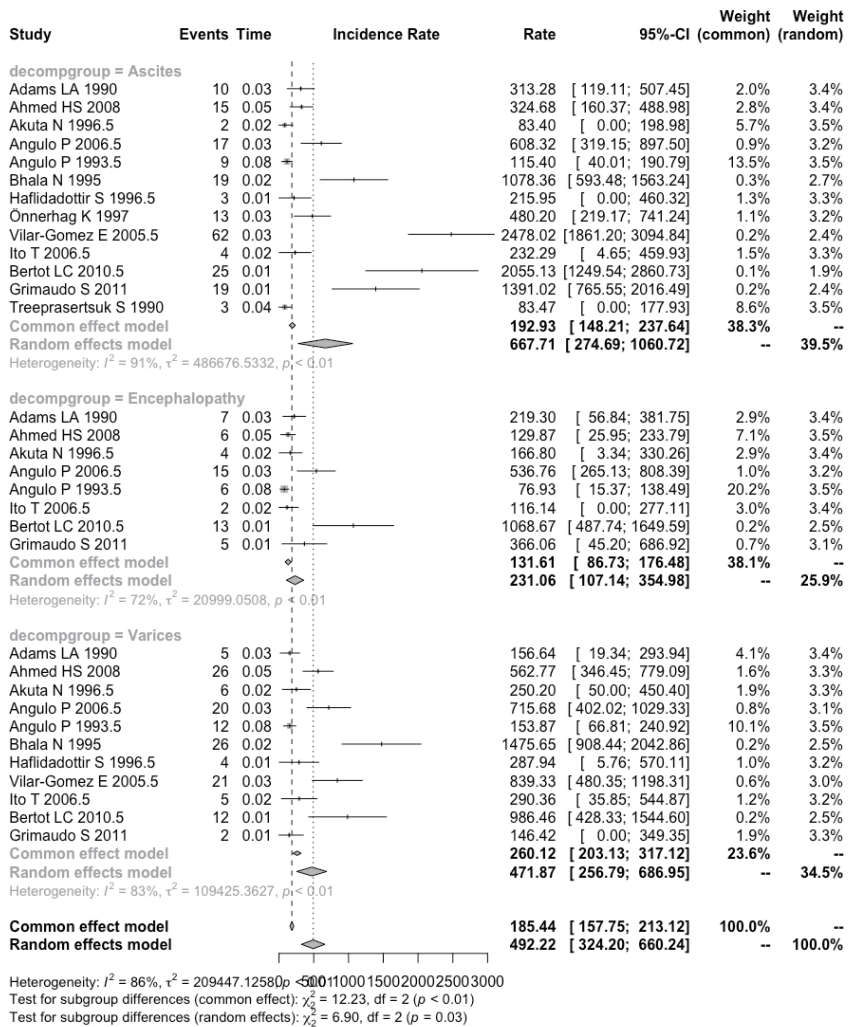 Weight Weight
Study Events Time Incidence Rate Rate 95%-CI (common) (random)
decompgroup = Ascites
Adams LA 1990 10 0.03 313.28 [ 119.11; 507.45] 2.0% 3.4%
Ahmed HS 2008 15 0.05 324.68 [ 160.37; 488.98] 2.8% 3.4%
Akuta N 1996.5 2 0.02 83.40 [ 0.00; 198.98] 5.7% 3.5%
Angulo P 2006.5 17 0.03 608.32 [ 319.15; 897.50] 0.9% 3.2%
Angulo P 1993.5 9 0.08 115.40 [ 40.01; 190.79] 13.5% 3.5%
Bhala N 1995 19 0.02 1078.36 [ 593.48; 1563.24] 0.3% 2.7%
Haflidadottir S 1996.5 3 0.01 215.95 [ 0.00; 460.32] 1.3% 3.3%
Önnerhag K 1997 13 0.03 480.20 [ 219.17; 741.24] 1.1% 3.2%
Vilar-Gomez E 2005.5 62 0.03 2478.02 [1861.20; 3094.84] 0.2% 2.4%
Ito T 2006.5 4 0.02 232.29 [ 4.65; 459.93] 1.5% 3.3%
Bertot LC 2010.5 25 0.01 2055.13 [1249.54; 2860.73] 0.1% 1.9%
Grimaudo S 2011 19 0.01 1391.02 [ 765.55; 2016.49] 0.2% 2.4%
Treeprasertsuk S 1990 3 0.04 83.47 [ 0.00; 177.93] 8.6% 3.5%
Common effect model 192.93 [ 148.21; 237.64] 38.3% --
Random effects model 667.71 [ 274.69; 1060.72] -- 39.5%
Heterogeneity: I² = 91%, τ² = 486676.5332, p < 0.01
decompgroup = Encephalopathy
Adams LA 1990 7 0.03 219.30 [ 56.84; 381.75] 2.9% 3.4%
Ahmed HS 2008 6 0.05 129.87 [ 25.95; 233.79] 7.1% 3.5%
Akuta N 1996.5 4 0.02 166.80 [ 3.34; 330.26] 2.9% 3.4%
Angulo P 2006.5 15 0.03 536.76 [ 265.13; 808.39] 1.0% 3.2%
Angulo P 1993.5 6 0.08 76.93 [ 15.37; 138.49] 20.2% 3.5%
Ito T 2006.5 2 0.02 116.14 [ 0.00; 277.11] 3.0% 3.4%
Bertot LC 2010.5 13 0.01 1068.67 [ 487.74; 1649.59] 0.2% 2.5%
Grimaudo S 2011 5 0.01 366.06 [ 45.20; 686.92] 0.7% 3.1%
Common effect model 131.61 [ 86.73; 176.48] 38.1% --
Random effects model 231.06 [ 107.14; 354.98] -- 25.9%
Heterogeneity: I² = 72%, τ² = 20999.0508, p < 0.01
decompgroup = Varices
Adams LA 1990 5 0.03 156.64 [ 19.34; 293.94] 4.1% 3.4%
Ahmed HS 2008 26 0.05 562.77 [ 346.45; 779.09] 1.6% 3.3%
Akuta N 1996.5 6 0.02 250.20 [ 50.00; 450.40] 1.9% 3.3%
Angulo P 2006.5 20 0.03 715.68 [ 402.02; 1029.33] 0.8% 3.1%
Angulo P 1993.5 12 0.08 153.87 [ 66.81; 240.92] 10.1% 3.5%
Bhala N 1995 26 0.02 1475.65 [ 908.44; 2042.86] 0.2% 2.5%
Haflidadottir S 1996.5 4 0.01 287.94 [ 5.76; 570.11] 1.0% 3.2%
Vilar-Gomez E 2005.5 21 0.03 839.33 [ 480.35; 1198.31] 0.6% 3.0%
Ito T 2006.5 5 0.02 290.36 [ 35.85; 544.87] 1.2% 3.2%
Bertot LC 2010.5 12 0.01 986.46 [ 428.33; 1544.60] 0.2% 2.5%
Grimaudo S 2011 2 0.01 146.42 [ 0.00; 349.35] 1.9% 3.3%
Common effect model 260.12 [ 203.13; 317.12] 23.6% --
Random effects model 471.87 [ 256.79; 686.95] -- 34.5%
Heterogeneity: I² = 83%, τ² = 109425.3627, p < 0.01
Common effect model 185.44 [ 157.75; 213.12] 100.0% --
Random effects model 492.22 [ 324.20; 660.24] -- 100.0%
Heterogeneity: I² = 86%, τ² = 209447.1258, p < 0.01 0 500 1000 1500 2000 2500 3000
Test for subgroup differences (common effect): χ²₂ = 12.23, df = 2 (p < 0.01)
Test for subgroup differences (random effects): χ²₂ = 6.90, df = 2 (p = 0.03)